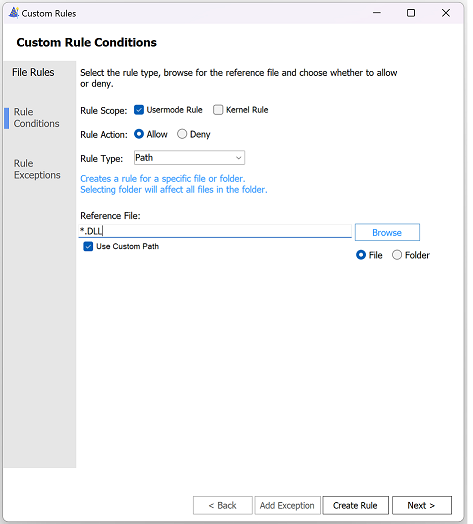 Custom Rules
Custom Rule Conditions
File Rules
Rule
Conditions
Rule
Exceptions
Select the rule type, browse for the reference file and choose whether to allow
or deny.
Rule Scope: Usermode Rule Kernel Rule
Rule Action: Allow Deny
Rule Type: Path
Creates a rule for a specific file or folder.
Selecting folder will affect all files in the folder.
Reference File:
*.DLL
Browse
Use Custom Path
File Folder
< Back Add Exception Create Rule Next >